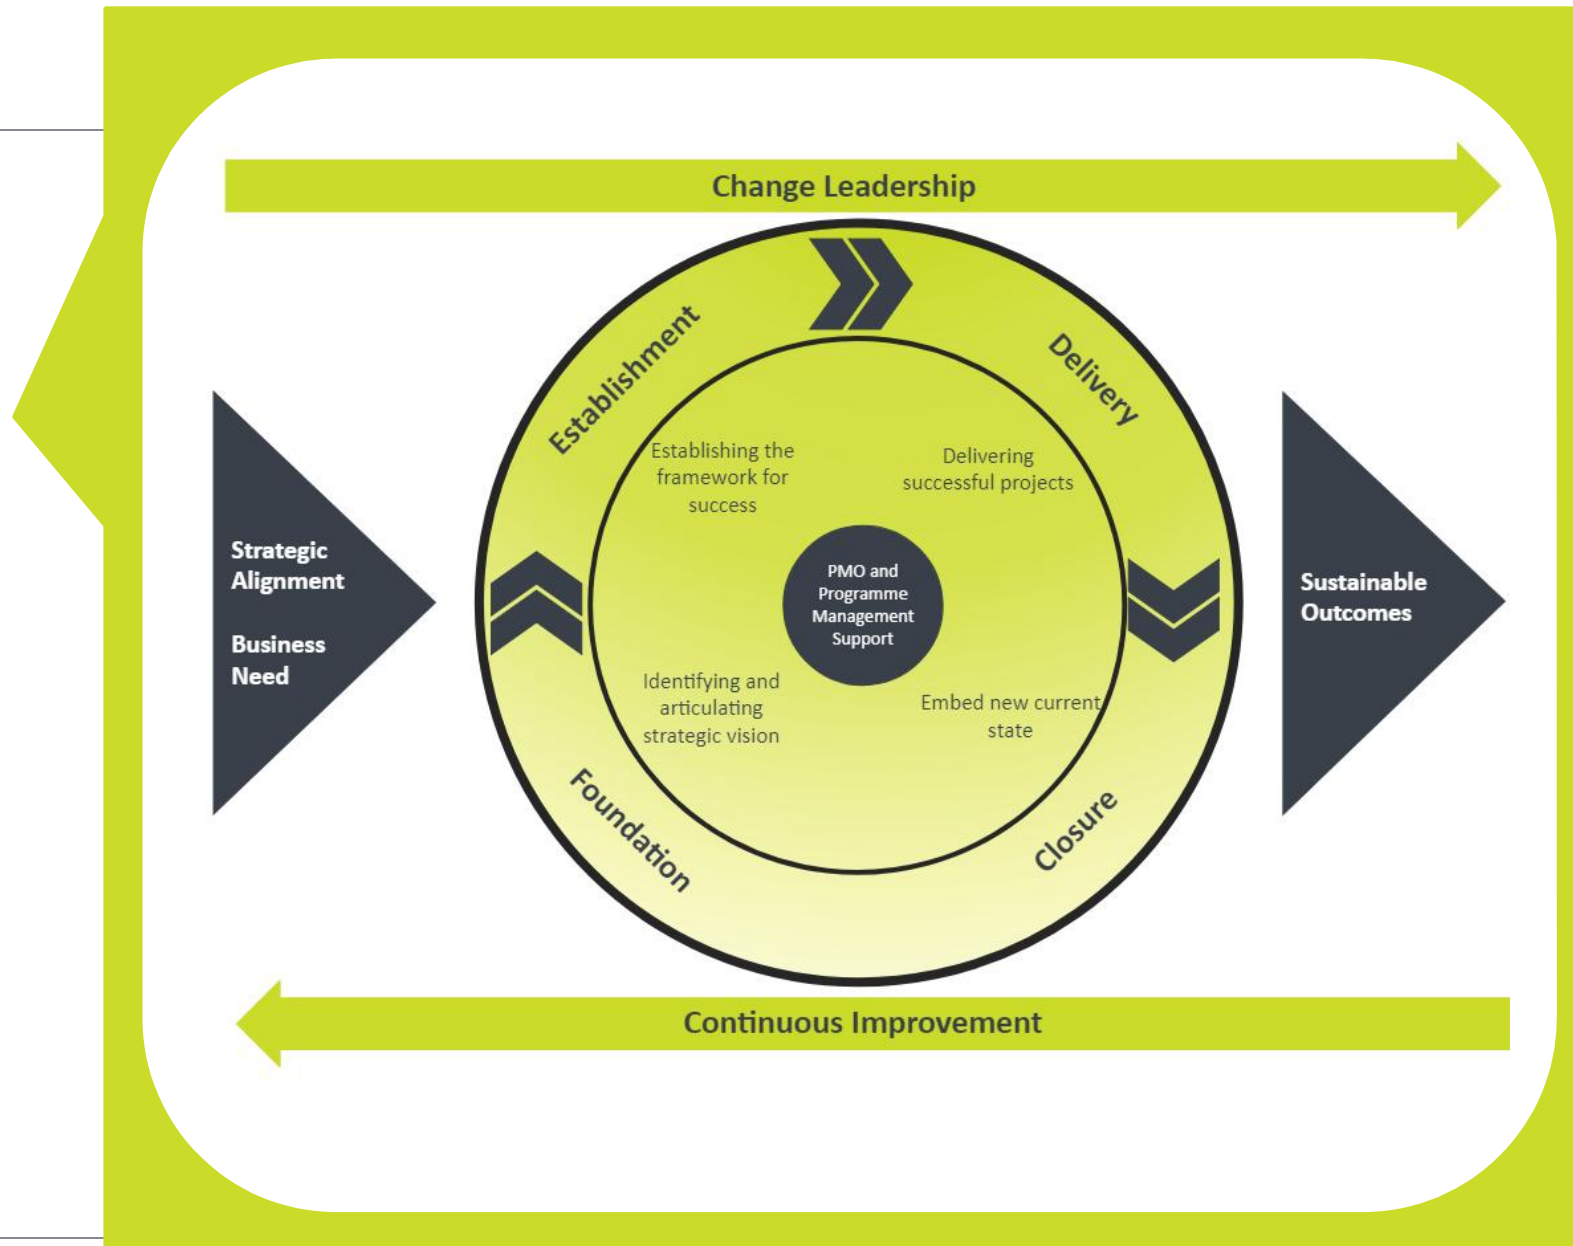 Change Leadership
Establishment
Delivery
Establishing the
framework for
success
Delivering
successful projects
Strategic
Alignment
Business
Need
PMO and
Programme
Management
Support
Sustainable
Outcomes
Identifying and
articulating
strategic vision
Embed new current
state
Foundation
Closure
Continuous Improvement